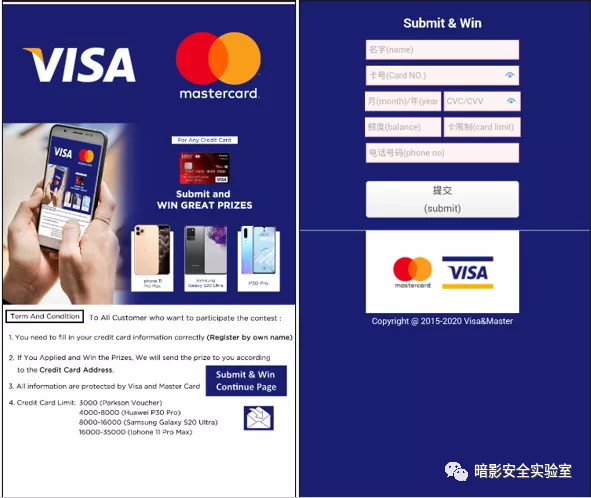 VISA
mastercard
For Any Credit Card
VISA
Submit and
WIN GREAT PRIZES
phone 11
Pro Max
Samsung
Galaxy S20 Ultra
P30 Pro
Term And Condition
To All Customer who want to participate the contest :
1. You need to fill in your credit card information correctly (Register by own name)
2. If You Applied and Win the Prizes, We will send the prize to you according
to the Credit Card Address.
3. All information are protected by Visa and Master Card
Submit & Win
Continue Page
4. Credit Card Limit: 3000 (Parkson Voucher)
4000-8000 (Huawei P30 Pro)
8000-16000 (Samsung Galaxy S20 Ultra)
16000-35000 (Iphone 11 Pro Max)
Submit & Win
名字(name)
卡号(Card NO.)
月(month)/年(year
CVC/CVV
额度(balance)
卡限制(card limit)
电话号码(phone no)
提交
(submit)
mastercard
VISA
Copyright @ 2015-2020 Visa&Master
暗影安全实验室